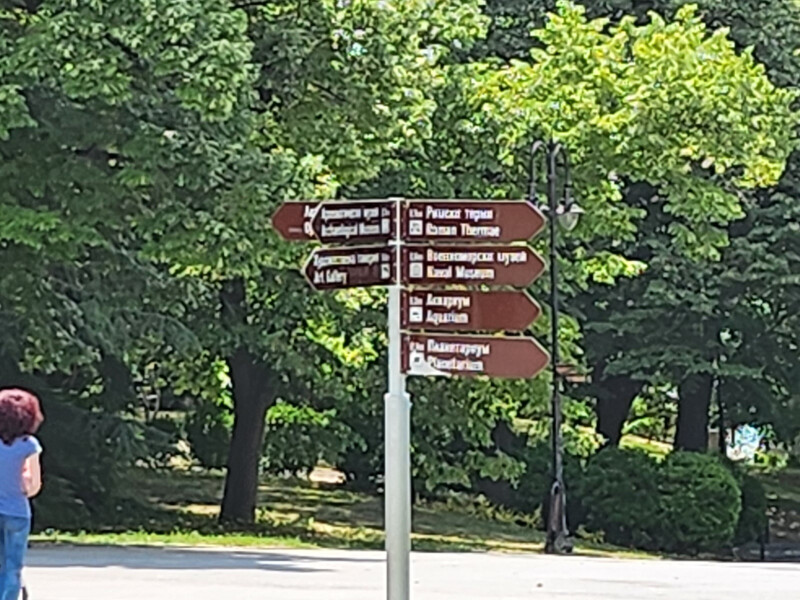 Археологически музей
Archaeological Museum
Художествена галерия
Art Gallery
Римски терми
Roman Thermae
Военноморски музей
Naval Museum
Аквариум
Aquarium
Планетариум
Planetarium